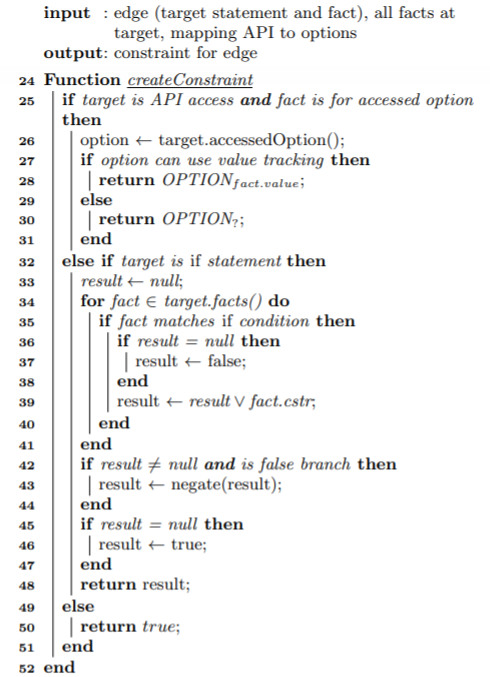 input : edge (target statement and fact), all facts at
target, mapping API to options
output: constraint for edge
24 Function createConstraint
25 if target is API access and fact is for accessed option
then
26 option ← target.accessedOption();
27 if option can use value tracking then
28 return OPTION_fact.value;
29 else
30 return OPTION_?;
31 end
32 else if target is if statement then
33 result ← null;
34 for fact ∈ target.facts() do
35 if fact matches if condition then
36 if result = null then
37 result ← false;
38 end
39 result ← result ∨ fact.cstr;
40 end
41 end
42 if result ≠ null and is false branch then
43 result ← negate(result);
44 end
45 if result = null then
46 result ← true;
47 end
48 return result;
49 else
50 return true;
51 end
52 end